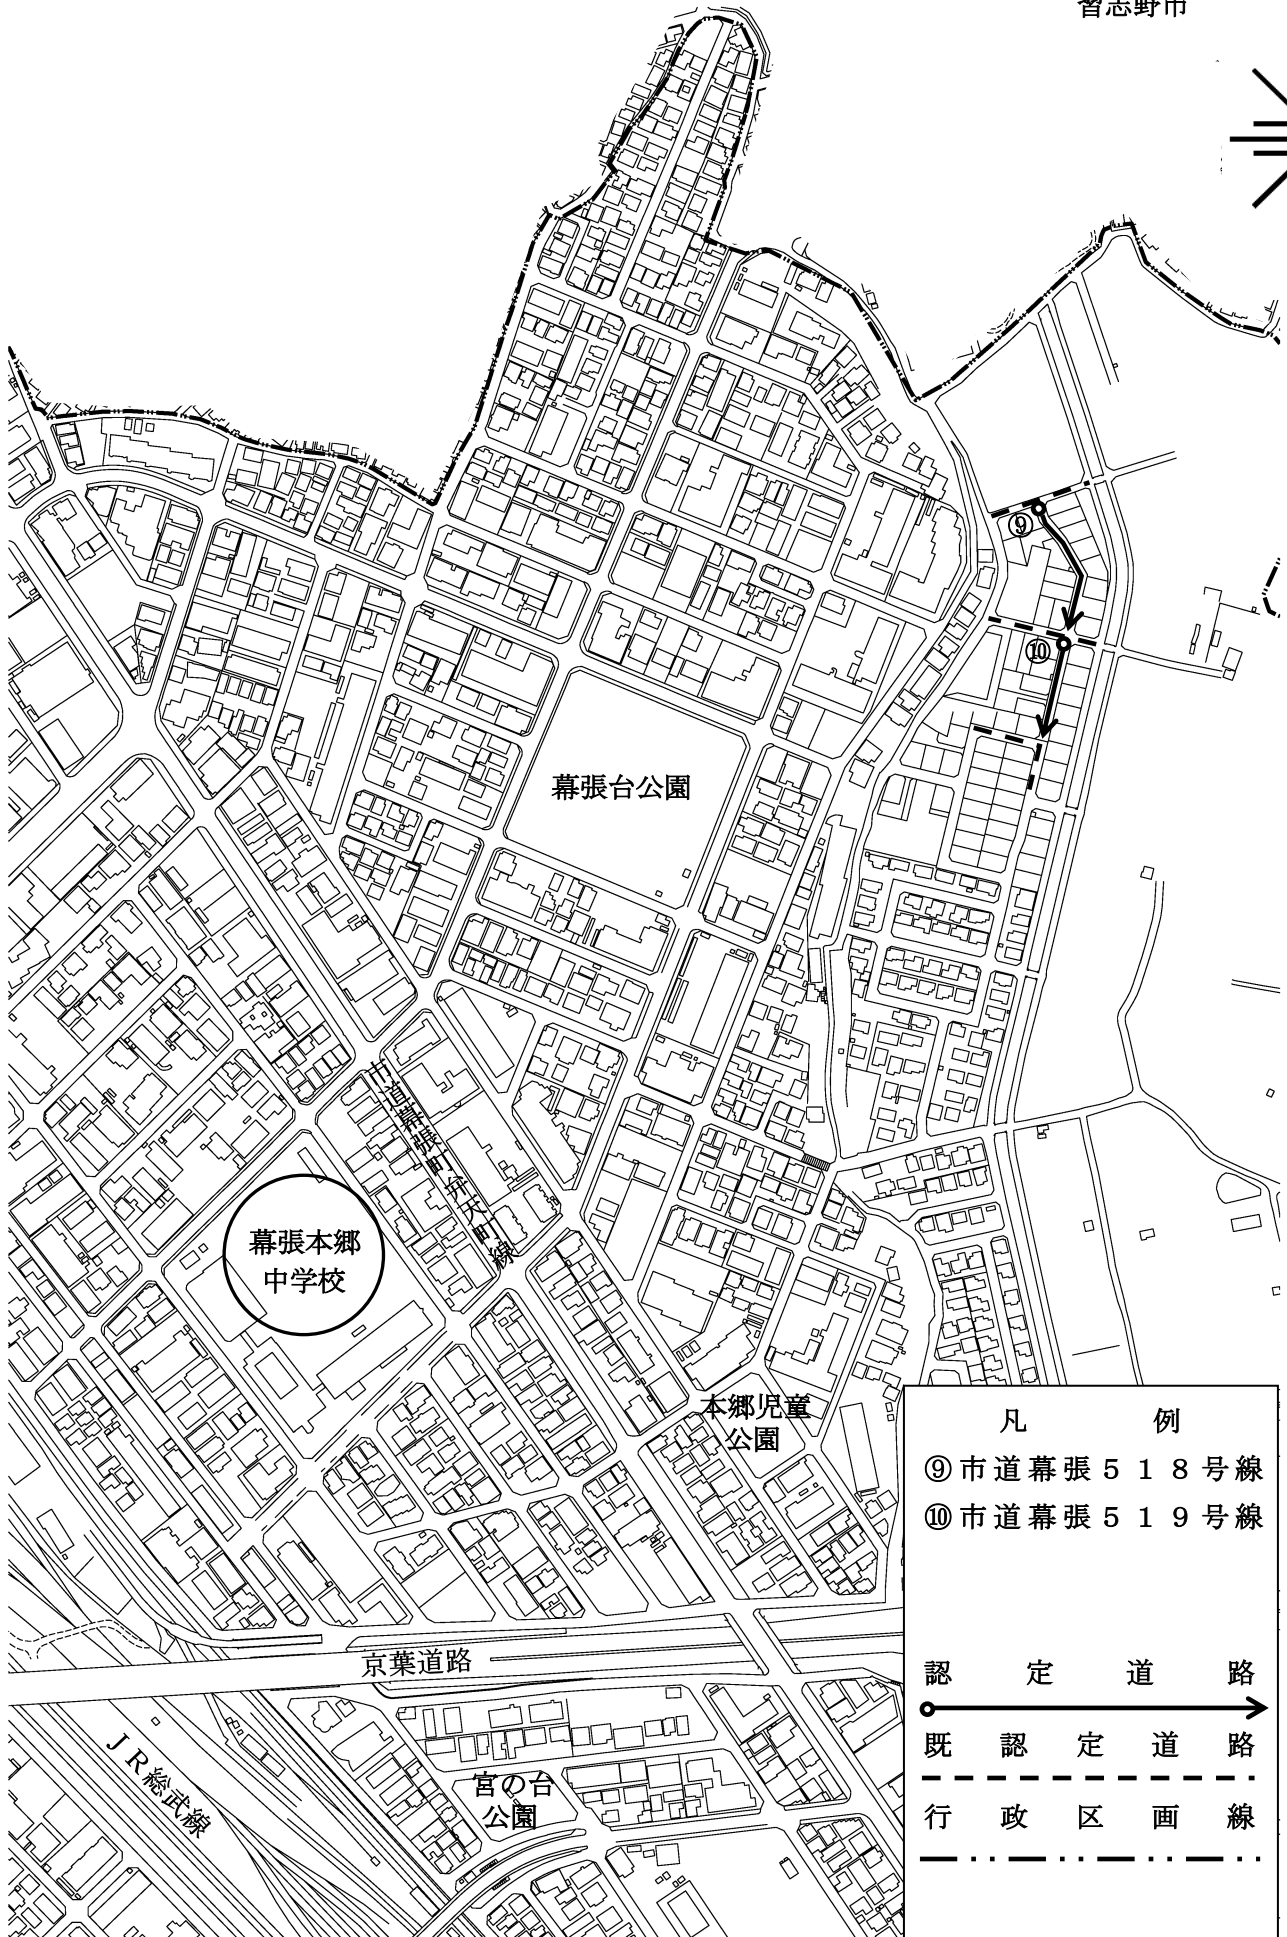 習志野市
⑨
⑩
幕張台公園
市道幕張町弁天町線
幕張本郷
中学校
本郷児童
公園
凡例
⑨市道幕張５１８号線
⑩市道幕張５１９号線
認定道路
既認定道路
行政区画線
京葉道路
ＪＲ総武線
宮の台
公園